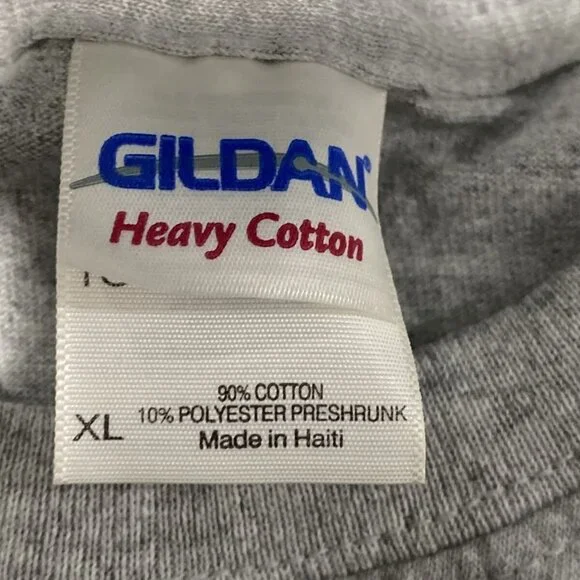 GILDAN®
Heavy Cotton
90% COTTON
10% POLYESTER PRESHRUNK
XL
Made in Haiti